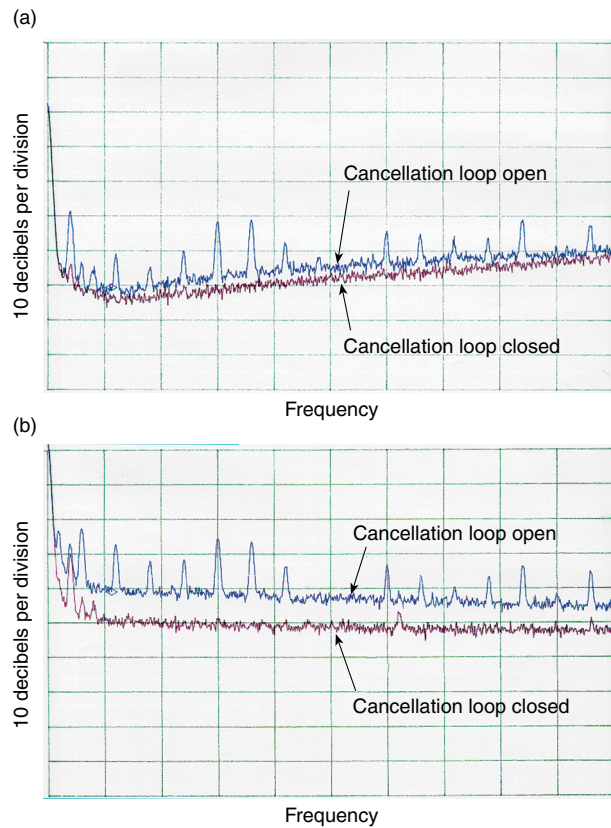 (a)
10 decibels per division
Cancellation loop open
Cancellation loop closed
Frequency
(b)
10 decibels per division
Cancellation loop open
Cancellation loop closed
Frequency